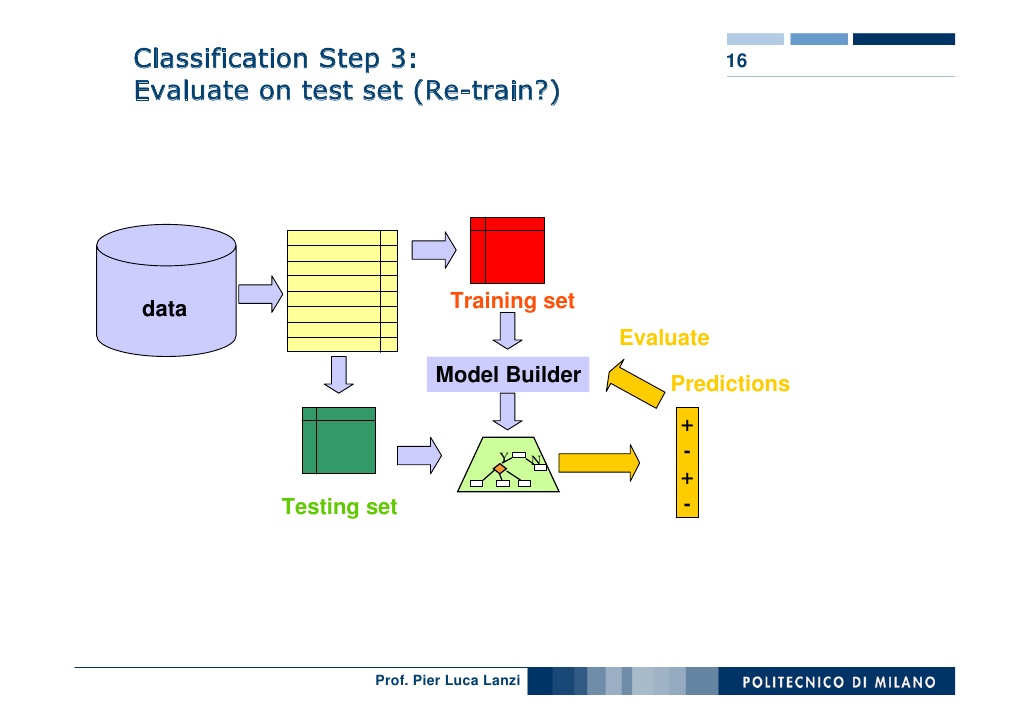 Classification Step 3:
Evaluate on test set (Re-train?)
16
data
Training set
Evaluate
Model Builder
Predictions
+
-
+
-
Y
N
Testing set
Prof. Pier Luca Lanzi
POLITECNICO DI MILANO